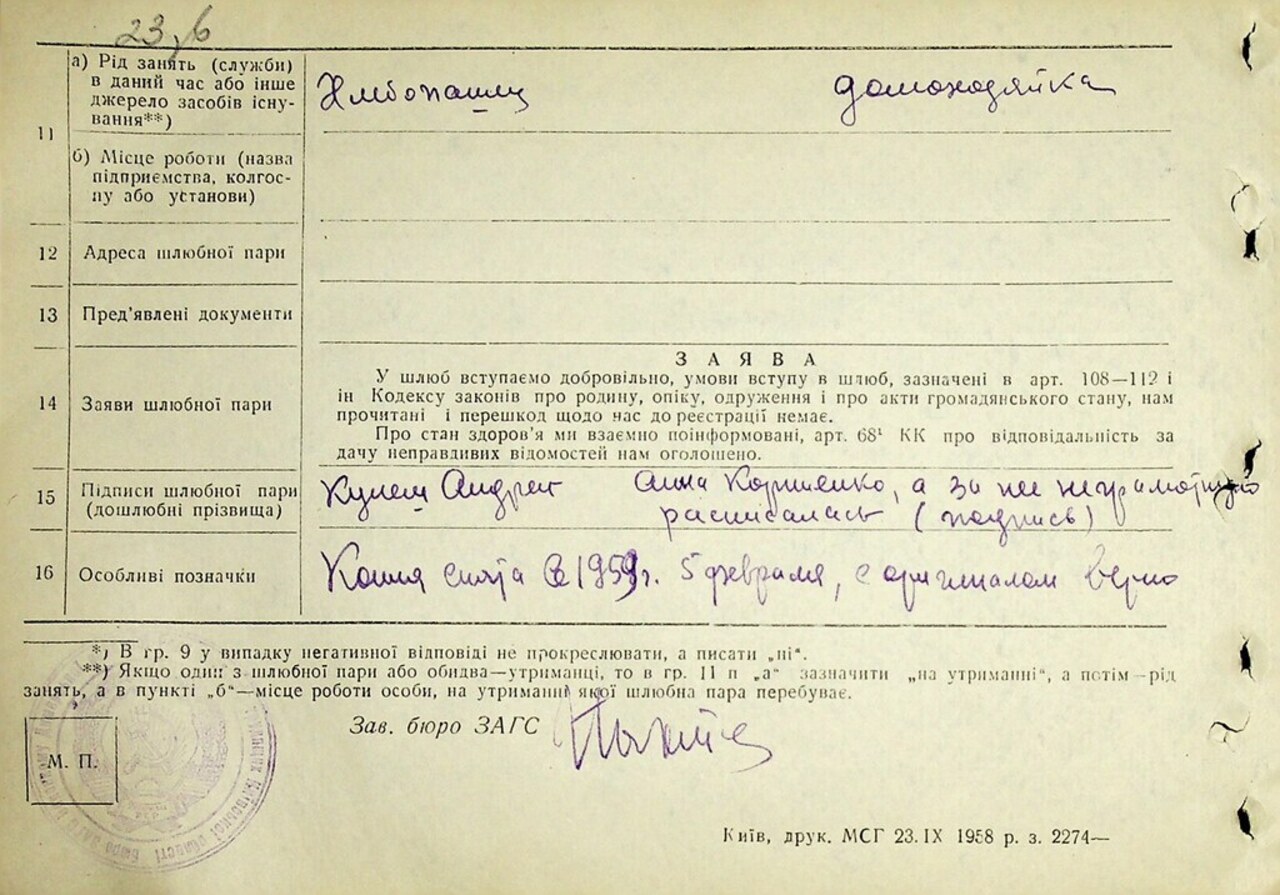 23
а) Рід занять (служби)
в даний час або інше
джерело засобів існу-
вання**)
Хлібопашец
домохозяйка
11
б) Місце роботи (назва
підприємства, колгос-
пу або установи)
12 Адреса шлюбної пари
13 Пред’явлені документи
ЗАЯВА
У шлюб вступаємо добровільно, умови вступу в шлюб, зазначені в арт. 108—112 і
ін Кодексу законів про родину, опіку, одруження і про акти громадянського стану, нам
прочитані і перешкод щодо нас до реєстрації немає.
Про стан здоров’я ми взаємно поінформовані, арт. 68¹ КК про відповідальність за
дачу неправдивих відомостей нам оголошено.
14 Заяви шлюбної пари
15 Підписи шлюбної пари
(дошлюбні прізвища)
Андрей
Анна Корниенко, а за нее неграмотную
расписалась (подпись)
16 Особливі позначки
Копия снята в 1959г. 5 февраля, с оригиналом верно
*) В гр. 9 у випадку негативної відповіді не прокреслювати, а писати „ні“.
**) Якщо один з шлюбної пари або обидва—утриманці, то в гр. 11 п „а“ зазначити „на утриманні“, а потім—рід
занять, а в пункті „б“—місце роботи особи, на утриманні якої шлюбна пара перебуває.
Зав. бюро ЗАГС
М. П.
Київської області
Київ, друк. МСГ 23.IX 1958 р. з. 2274—